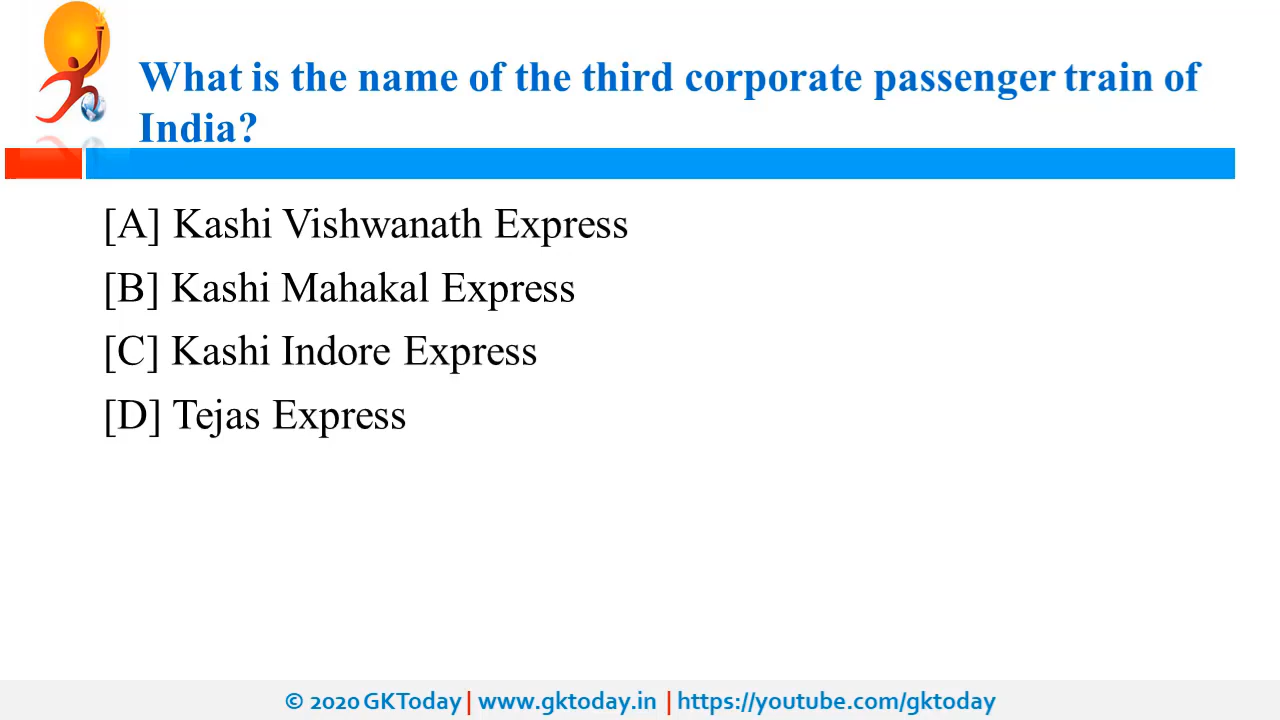 What is the name of the third corporate passenger train of
India?
[A] Kashi Vishwanath Express
[B] Kashi Mahakal Express
[C] Kashi Indore Express
[D] Tejas Express
© 2020 GKToday | www.gktoday.in | https://youtube.com/gktoday